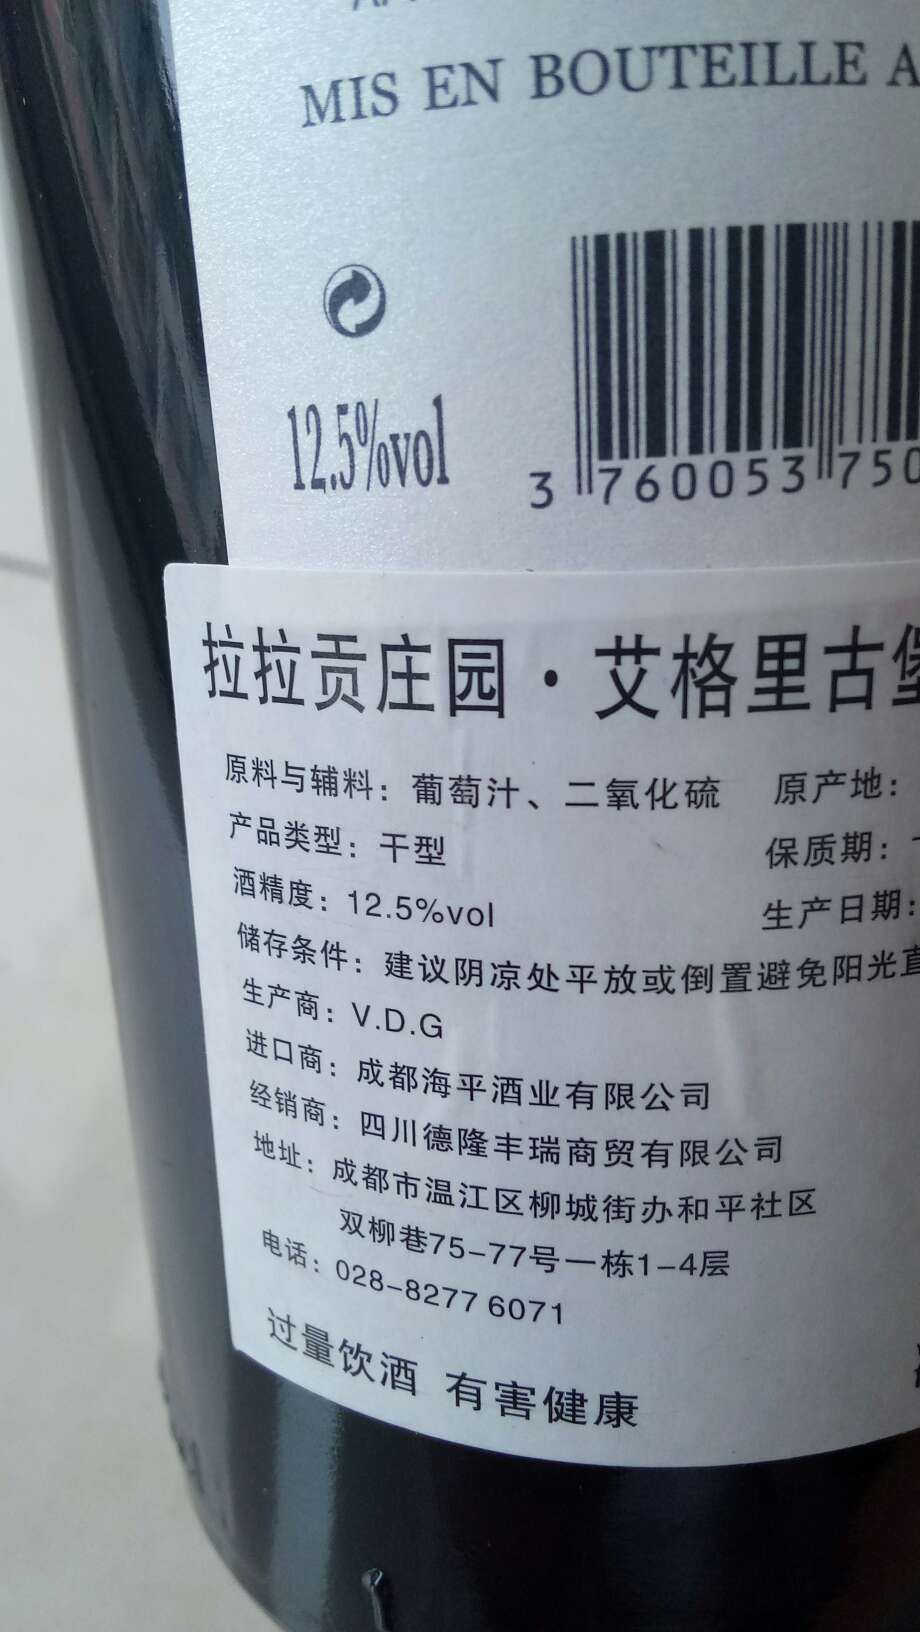 MIS EN BOUTEILLE A
12.5%vol
3 760053 750
拉拉贡庄园·艾格里古堡
原料与辅料：葡萄汁、二氧化硫 原产地：
产品类型：干型 保质期：
酒精度：12.5%vol 生产日期：
储存条件：建议阴凉处平放或倒置避免阳光直
生产商：V.D.G
进口商：成都海平酒业有限公司
经销商：四川德隆丰瑞商贸有限公司
地址：成都市温江区柳城街办和平社区
双柳巷75-77号一栋1-4层
电话：028-8277 6071
过量饮酒 有害健康